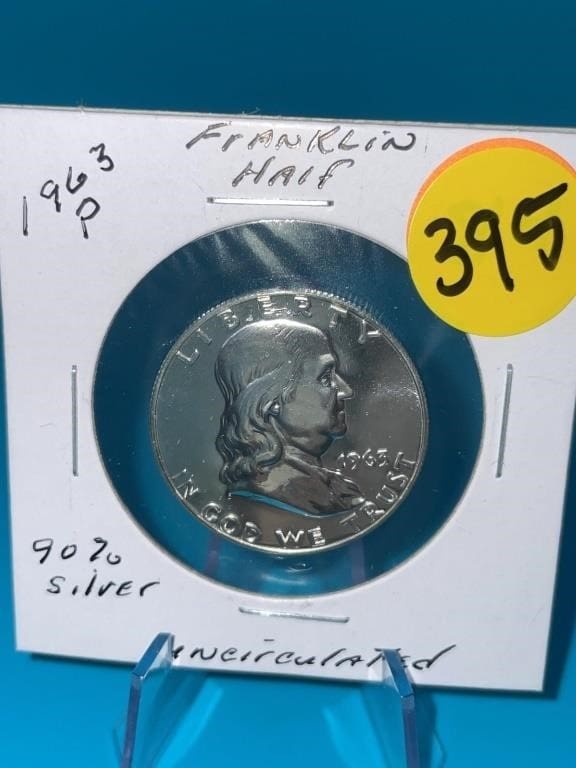 FRANKLIN
HALF
1963
P
395
LIBERTY
1963
IN GOD WE TRUST
90%
SILVER
uncirculated